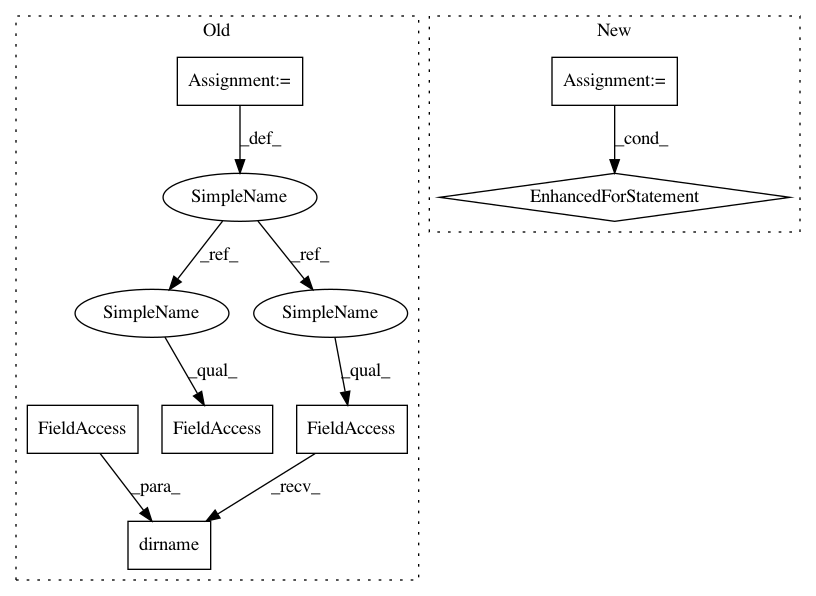 Old
New
Assignment:=
Assignment:=
_def_
_cond_
SimpleName
EnhancedForStatement
_ref_
_ref_
SimpleName
SimpleName
_qual_
_qual_
FieldAccess
FieldAccess
FieldAccess
_para_
_recv_
dirname